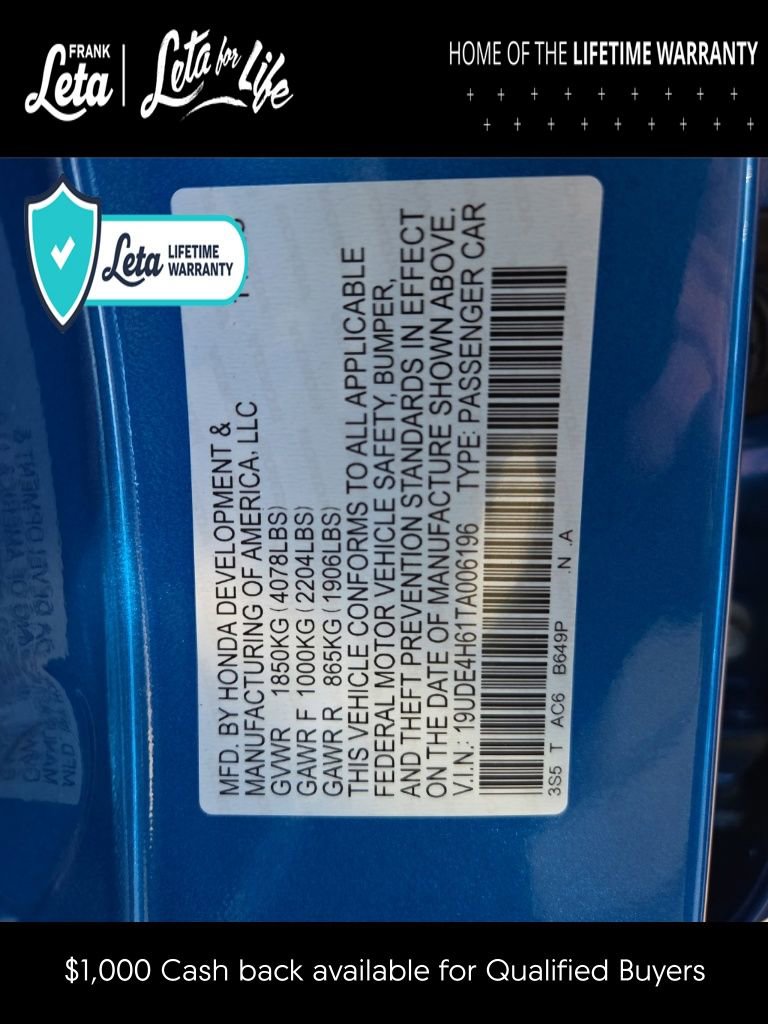 FRANK
Leta
Leta for Life
HOME OF THE LIFETIME WARRANTY
Leta LIFETIME
WARRANTY
MFD. BY HONDA DEVELOPMENT &
MANUFACTURING OF AMERICA, LLC
GVWR 1850KG (4078LBS)
GAWR F 1000KG (2204LBS)
GAWR R 865KG (1906LBS)
THIS VEHICLE CONFORMS TO ALL APPLICABLE
FEDERAL MOTOR VEHICLE SAFETY, BUMPER,
AND THEFT PREVENTION STANDARDS IN EFFECT
ON THE DATE OF MANUFACTURE SHOWN ABOVE.
V.I.N.: 19UDE4H61TA006196 TYPE: PASSENGER CAR
3S5 T AC6 B649P .N .A
$1,000 Cash back available for Qualified Buyers